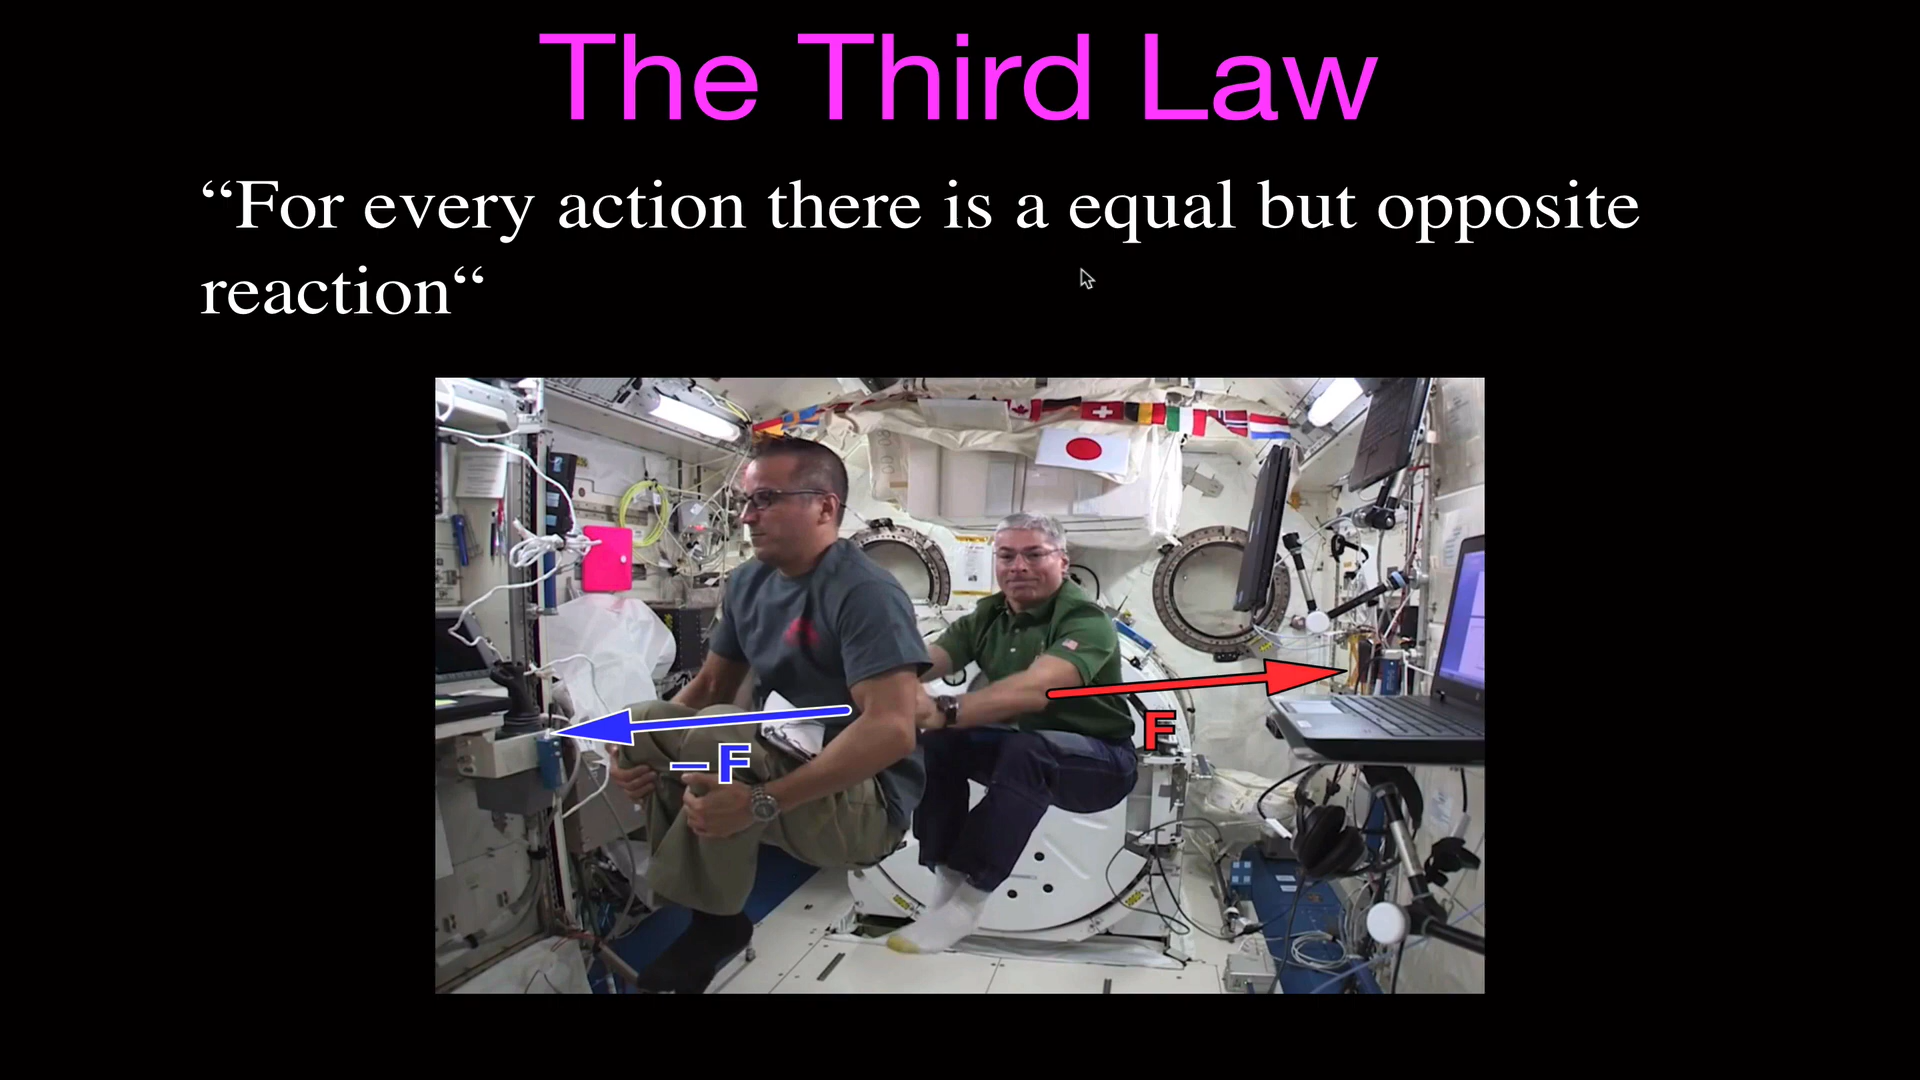 The Third Law
“For every action there is a equal but opposite
reaction“
F
–F